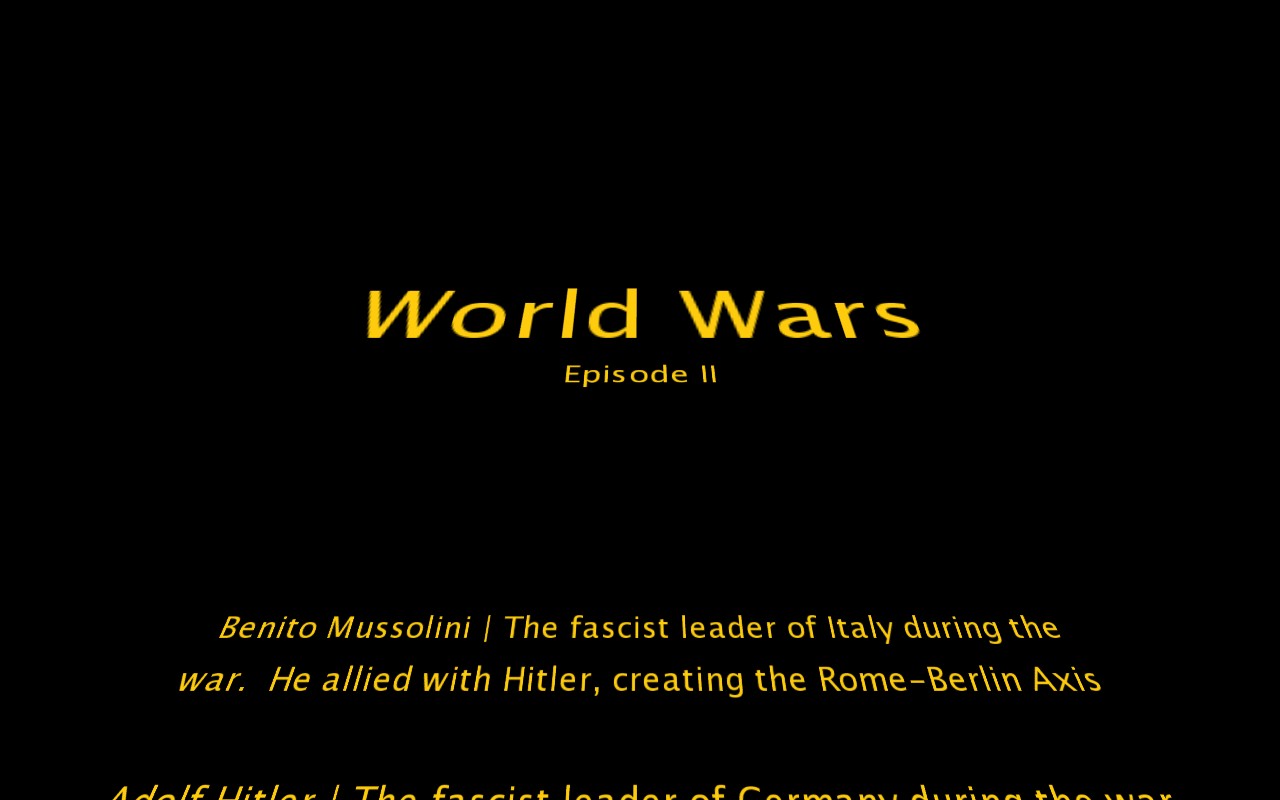 World Wars
Episode II
Benito Mussolini | The fascist leader of Italy during the
war.  He allied with Hitler, creating the Rome-Berlin Axis
Adolf Hitler | The fascist leader of Germany during the war